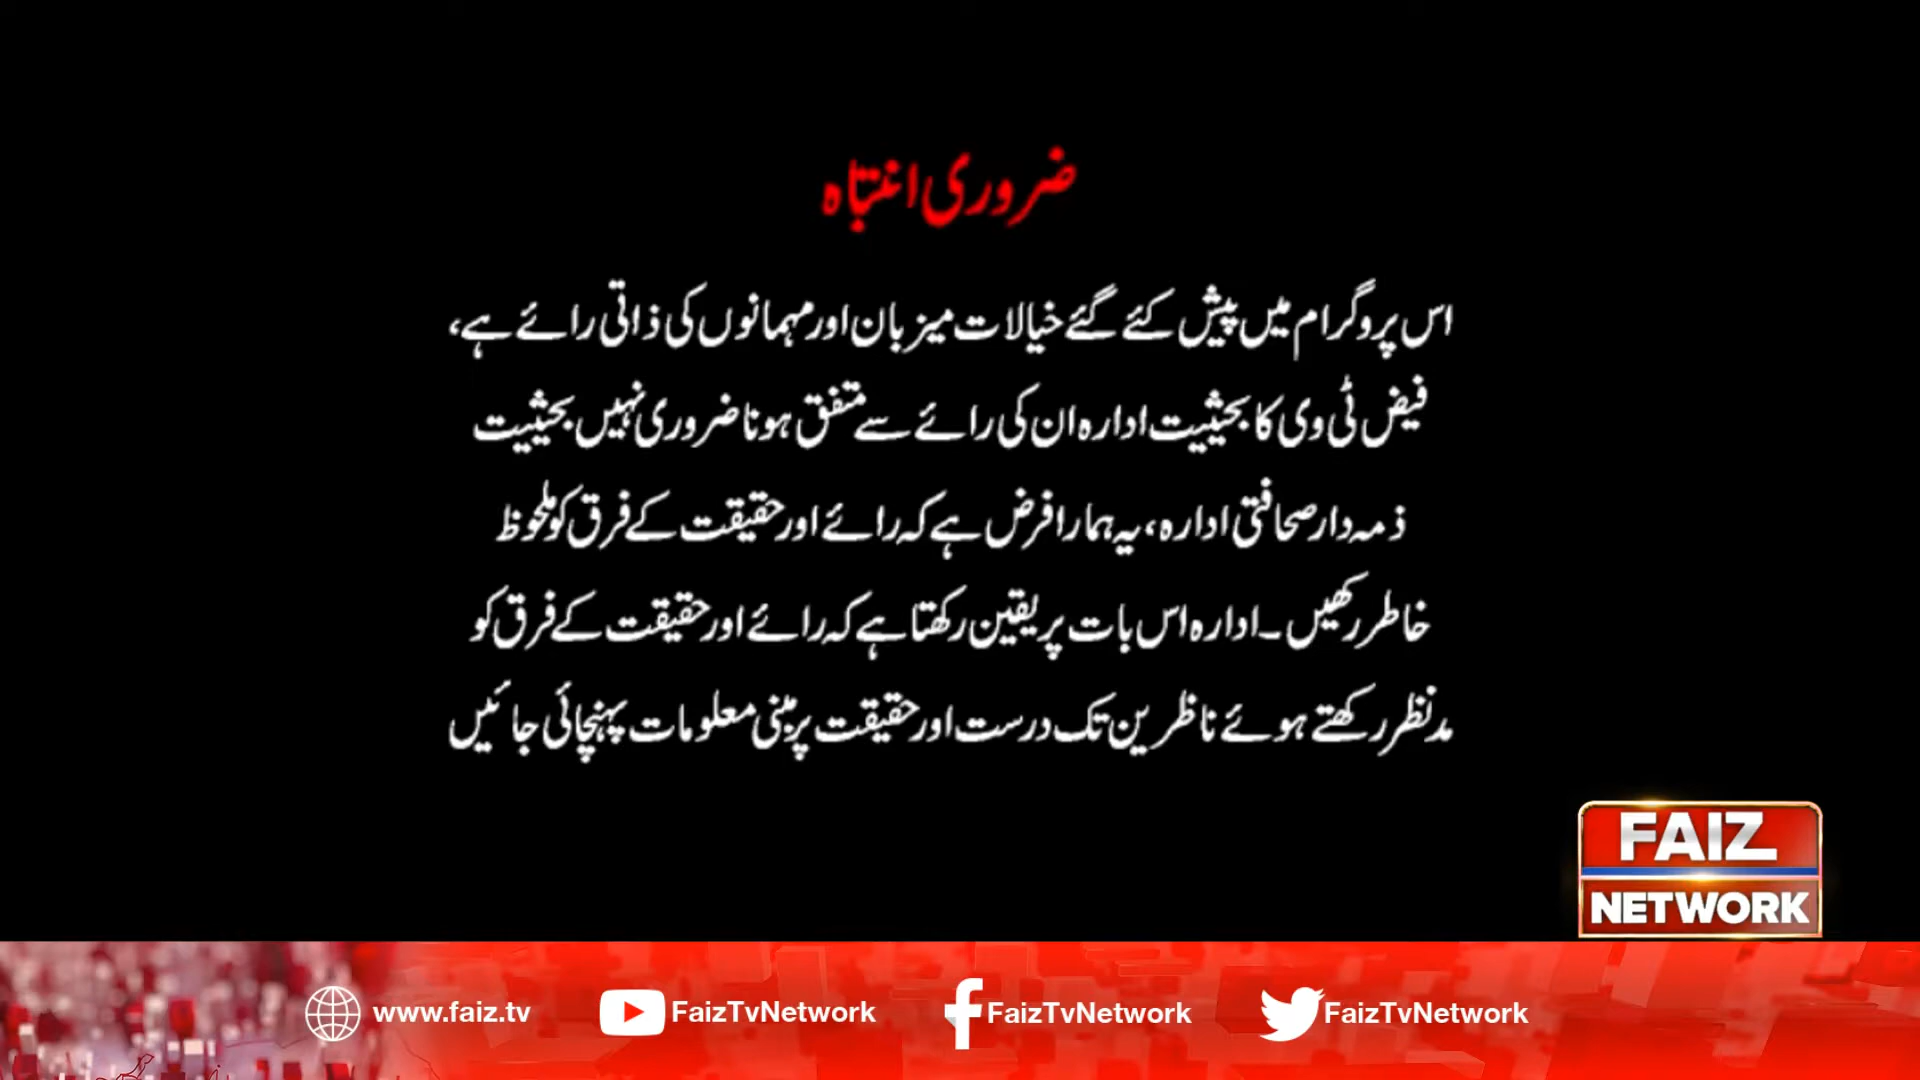 ضروری انتباہ
اس پروگرام میں پیش کئے گئے خیالات میزبان اور مہمانوں کی ذاتی رائے ہے،
فیض ٹی وی کا بحیثیت ادارہ ان کی رائے سے متفق ہونا ضروری نہیں بحیثیت
ذمہ دار صحافتی ادارہ، یہ ہمارا فرض ہے کہ رائے اور حقیقت کے فرق کو ملحوظ
خاطر رکھیں ۔ ادارہ اس بات پر یقین رکھتا ہے کہ رائے اور حقیقت کے فرق کو
مدنظر رکھتے ہوئے ناظرین تک درست اور حقیقت پر مبنی معلومات پہنچائی جائیں
FAIZ
NETWORK
www.faiz.tv FaizTvNetwork FaizTvNetwork FaizTvNetwork